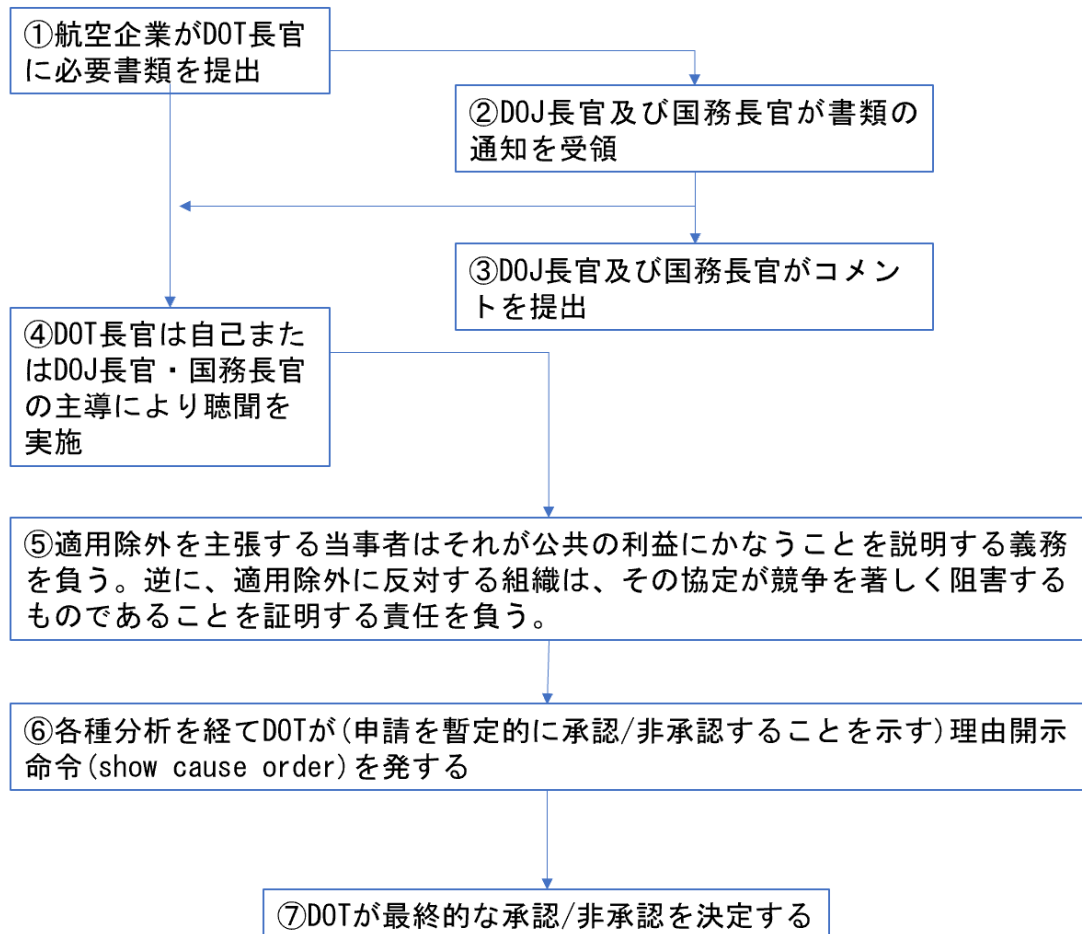 ①航空企業がDOT長官
に必要書類を提出
②DOJ長官及び国務長官が書類の
通知を受領
③DOJ長官及び国務長官がコメン
トを提出
④DOT長官は自己また
はDOJ長官・国務長官
の主導により聴聞を
実施
⑤適用除外を主張する当事者はそれが公共の利益にかなうことを説明する義務
を負う。逆に、適用除外に反対する組織は、その協定が競争を著しく阻害する
ものであることを証明する責任を負う。
⑥各種分析を経てDOTが(申請を暫定的に承認/非承認することを示す)理由開示
命令(show cause order)を発する
⑦DOTが最終的な承認/非承認を決定する